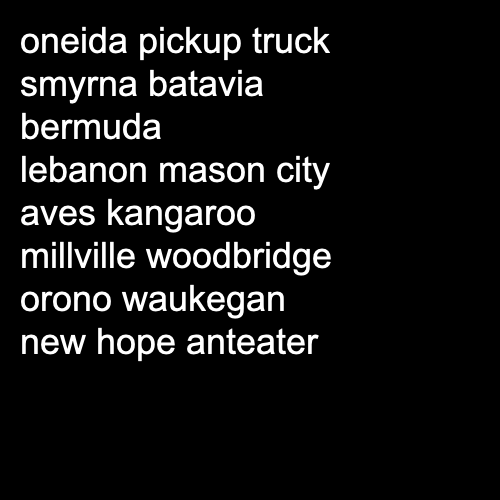 oneida pickup truck
smyrna batavia
bermuda
lebanon mason city
aves kangaroo
millville woodbridge
orono waukegan
new hope anteater